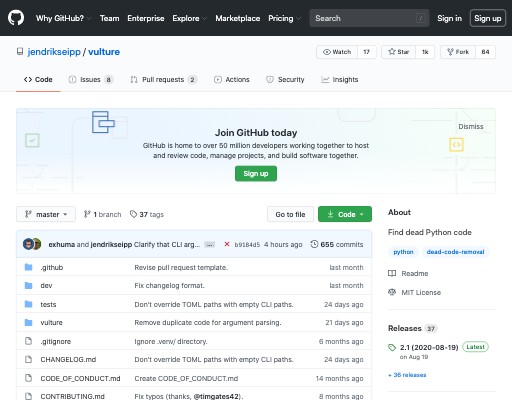 Why GitHub? Team Enterprise Explore Marketplace Pricing Search / Sign in Sign up
jendrikseipp / vulture Watch 17 Star 1k Fork 64
Code Issues 8 Pull requests 2 Actions Security Insights
Join GitHub today
Dismiss
GitHub is home to over 50 million developers working together to host
and review code, manage projects, and build software together.
Sign up
master 1 branch 37 tags Go to file Code
exhuma and jendrikseipp Clarify that CLI arg... ... b9184d5 4 hours ago 655 commits
.github Revise pull request template. last month
dev Fix changelog format. last month
tests Don't override TOML paths with empty CLI paths. 24 days ago
vulture Remove duplicate code for argument parsing. 21 days ago
.gitignore Ignore .venv/ directory. 6 months ago
CHANGELOG.md Don't override TOML paths with empty CLI paths. 24 days ago
CODE_OF_CONDUCT.md Create CODE_OF_CONDUCT.md 14 months ago
CONTRIBUTING.md Fix typos (thanks, @timgates42). 8 months ago
About
Find dead Python code
python dead-code-removal
Readme
MIT License
Releases 37
2.1 (2020-08-19) Latest
on Aug 19
+ 36 releases